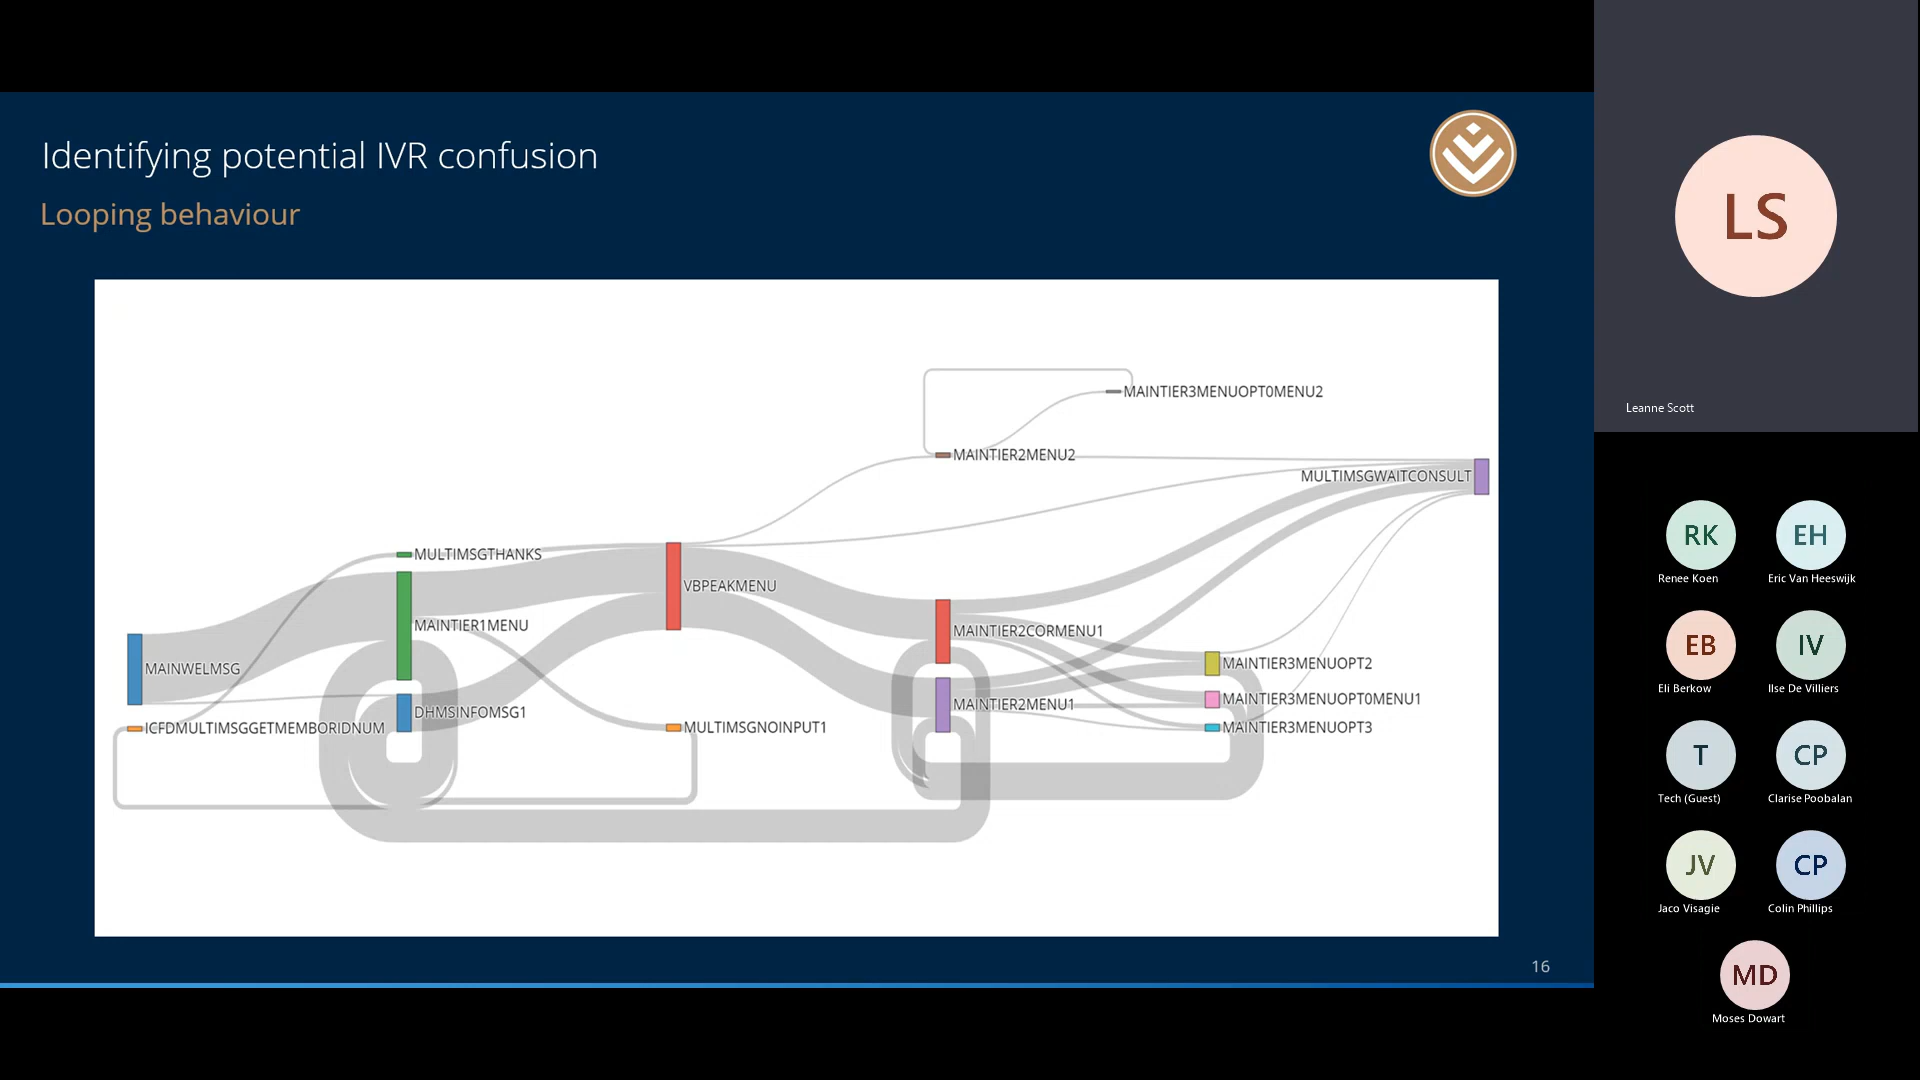 Identifying potential IVR confusion
Looping behaviour
MAINTIER3MENUOPT0MENU2
MAINTIER2MENU2
MULTIMSGWAITCONSULT
MULTIMSGTHANKS
VBPEAKMENU
MAINTIER1MENU
MAINTIER2CORMENU1
MAINWELMSG
MAINTIER3MENUOPT2
MAINTIER3MENUOPT0MENU1
MAINTIER2MENU1
DHMSINFOMSG1
ICFDMULTIMSGGETMEMBORIDNUM
MULTIMSGNOINPUT1
MAINTIER3MENUOPT3
16
LS
Leanne Scott
RK
Renee Koen
EH
Eric Van Heeswijk
EB
Eli Berkow
IV
Ilse De Villiers
T
Tech (Guest)
CP
Clarise Poobalan
JV
Jaco Visagie
CP
Colin Phillips
MD
Moses Dowart